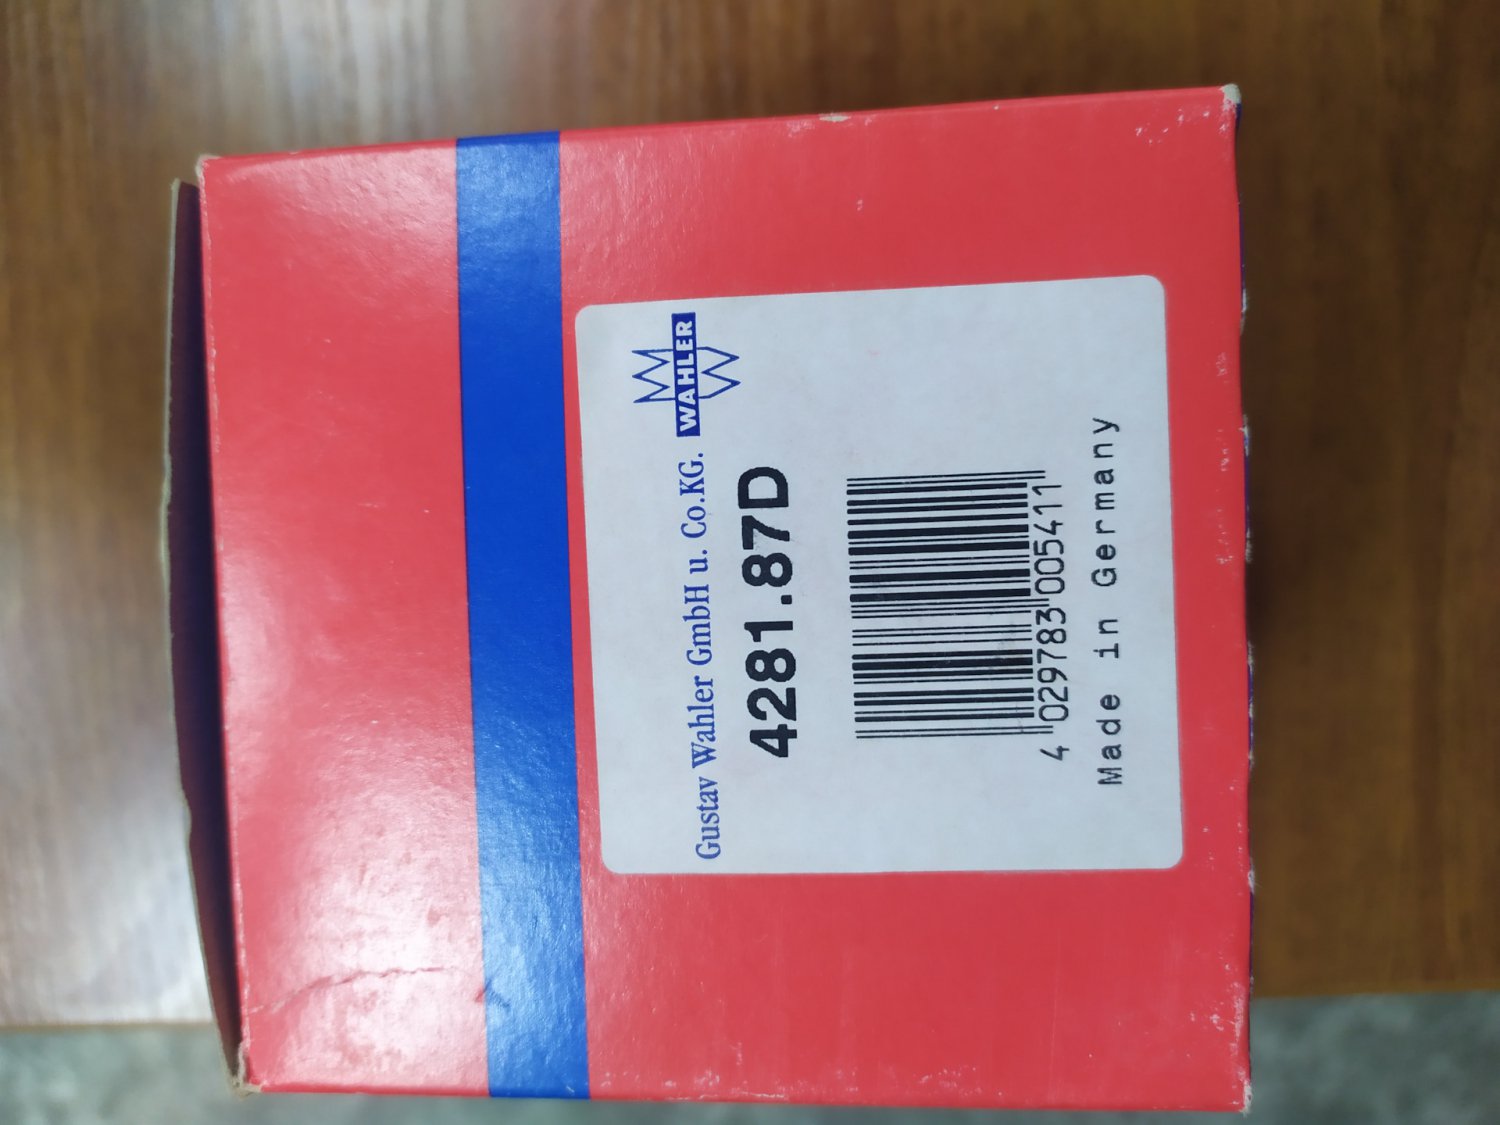 Gustav Wahler GmbH u. Co.KG. WAHLER
4281.87D
4 029783 005411
Made in Germany